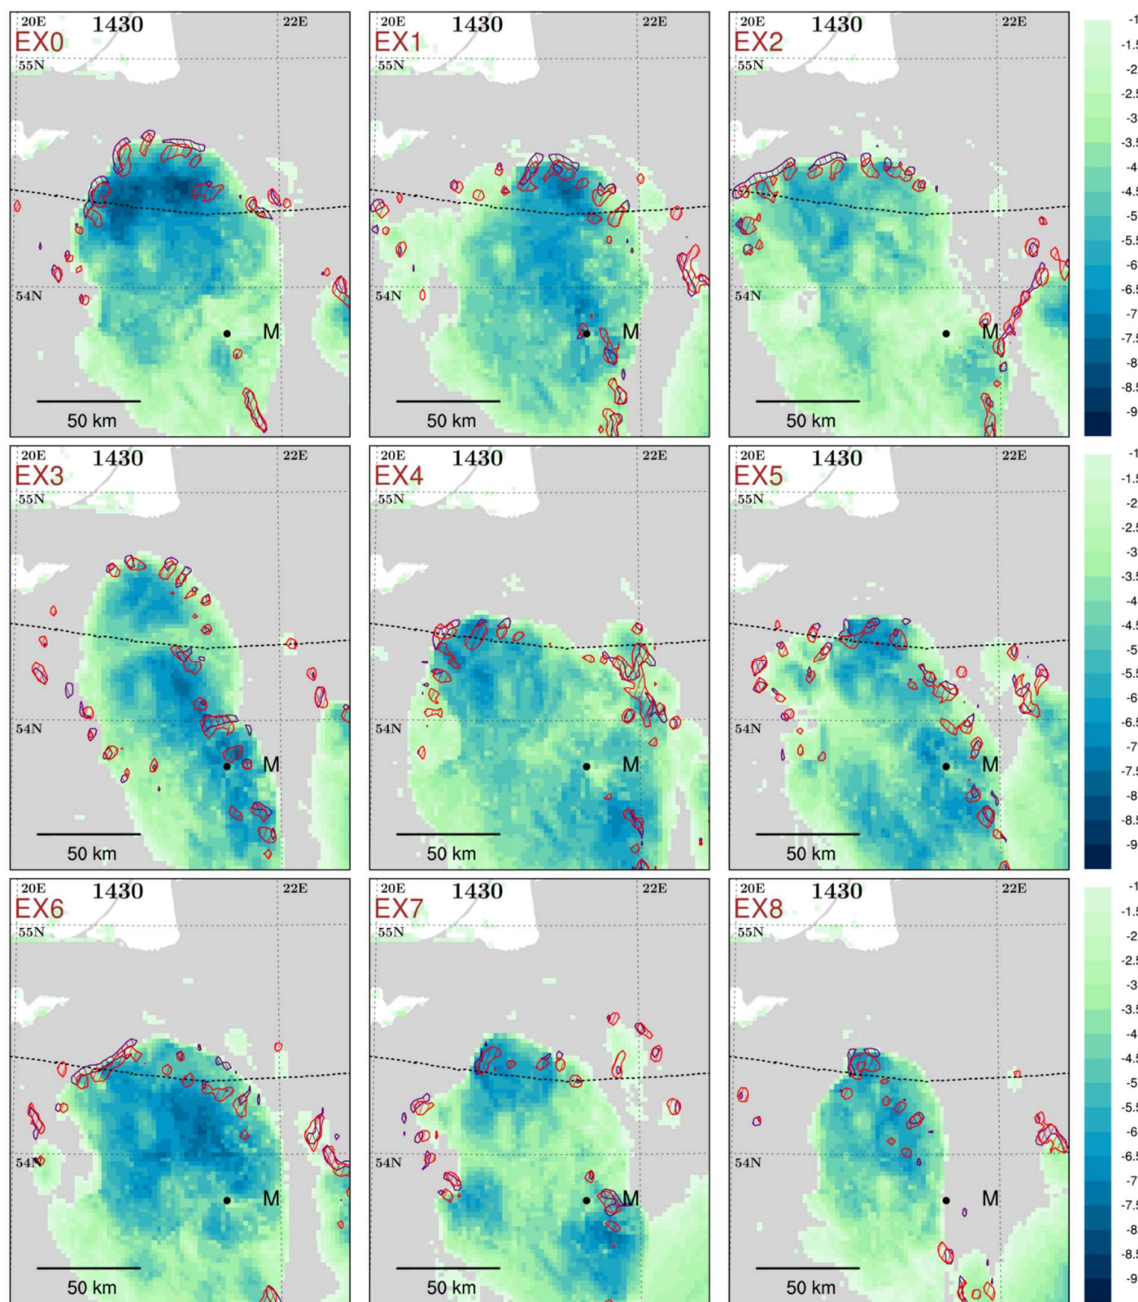 20E 1430 22E
EX0
55N
54N
M
50 km
20E 1430 22E
EX1
55N
54N
M
50 km
20E 1430 22E
EX2
55N
54N
M
50 km
-1
-1.5
-2
-2.5
-3
-3.5
-4
-4.5
-5
-5.5
-6
-6.5
-7
-7.5
-8
-8.5
-9
20E 1430 22E
EX3
55N
54N
M
50 km
20E 1430 22E
EX4
55N
54N
M
50 km
20E 1430 22E
EX5
55N
54N
M
50 km
-1
-1.5
-2
-2.5
-3
-3.5
-4
-4.5
-5
-5.5
-6
-6.5
-7
-7.5
-8
-8.5
-9
20E 1430 22E
EX6
55N
54N
M
50 km
20E 1430 22E
EX7
55N
54N
M
50 km
20E 1430 22E
EX8
55N
54N
M
50 km
-1
-1.5
-2
-2.5
-3
-3.5
-4
-4.5
-5
-5.5
-6
-6.5
-7
-7.5
-8
-8.5
-9